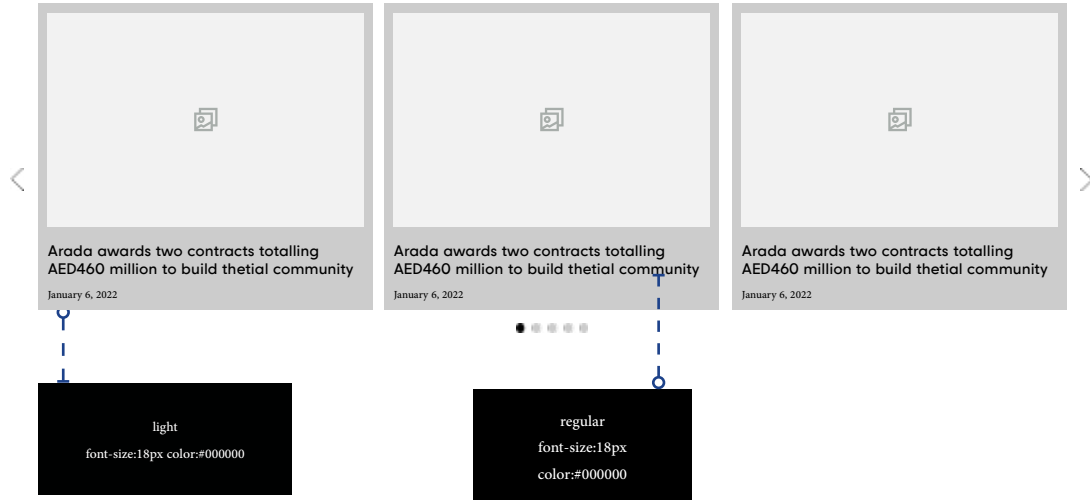 Arada awards two contracts totalling
AED460 million to build thetial community
January 6, 2022
Arada awards two contracts totalling
AED460 million to build thetial community
January 6, 2022
Arada awards two contracts totalling
AED460 million to build thetial community
January 6, 2022
light
font-size:18px color:#000000
regular
font-size:18px
color:#000000